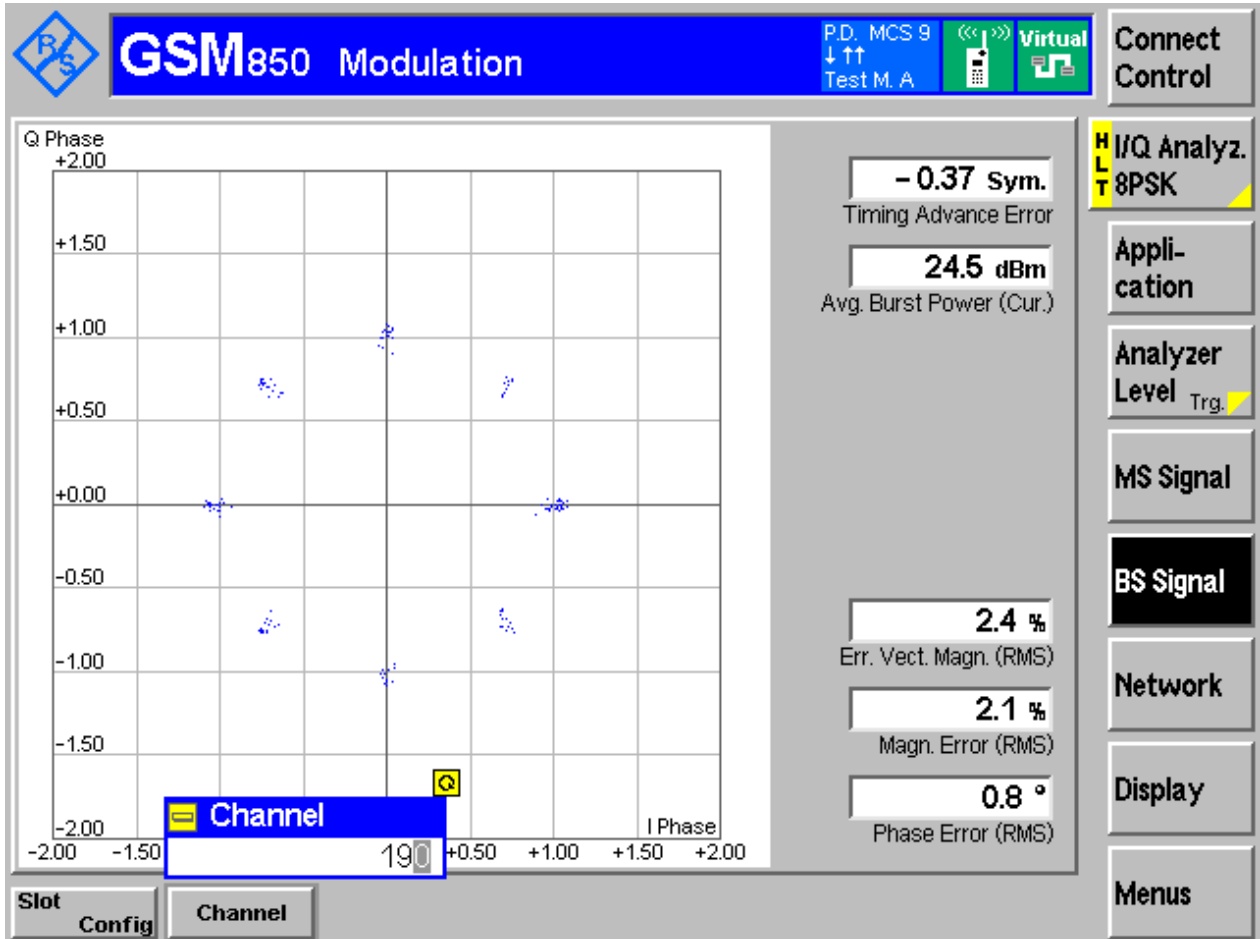 R/S
GSM850 Modulation
P.D. MCS 9
↓ ↑↑
Test M. A
Virtual
Connect
Control
Q Phase
+2.00
+1.50
+1.00
+0.50
+0.00
-0.50
-1.00
-1.50
-2.00
I Phase
-2.00 -1.50 +0.50 +1.00 +1.50 +2.00
Q
Channel
190
- 0.37 Sym.
Timing Advance Error
24.5 dBm
Avg. Burst Power (Cur.)
2.4 %
Err. Vect. Magn. (RMS)
2.1 %
Magn. Error (RMS)
0.8 °
Phase Error (RMS)
HLT
I/Q Analyz.
8PSK
Appli-
cation
Analyzer
Level Trg.
MS Signal
BS Signal
Network
Display
Menus
Slot
Config
Channel